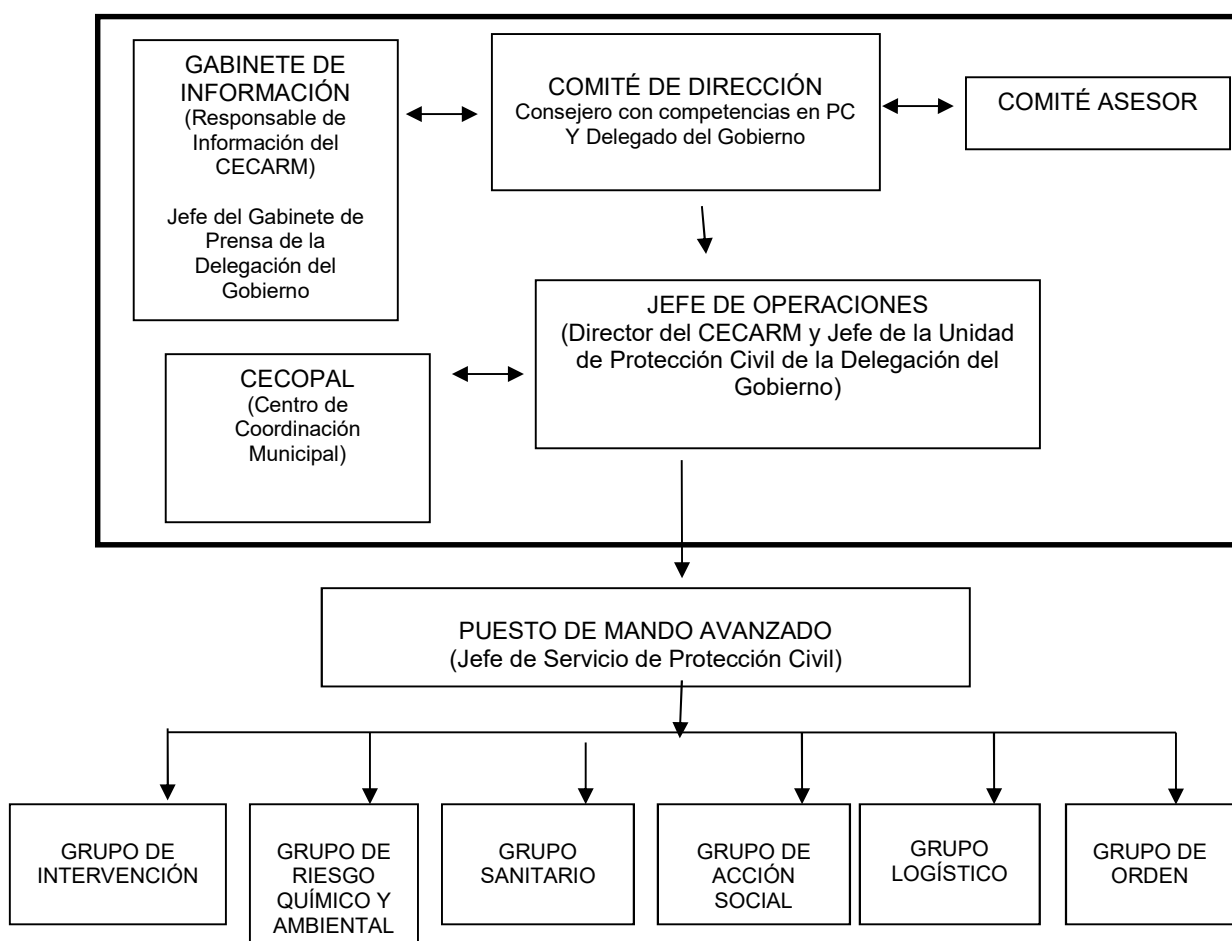 GABINETE DE
INFORMACIÓN
(Responsable de
Información del
CECARM)
Jefe del Gabinete de
Prensa de la
Delegación del
Gobierno
COMITÉ DE DIRECCIÓN
Consejero con competencias en PC
Y Delegado del Gobierno
COMITÉ ASESOR
JEFE DE OPERACIONES
(Director del CECARM y Jefe de la Unidad
de Protección Civil de la Delegación del
Gobierno)
CECOPAL
(Centro de
Coordinación
Municipal)
PUESTO DE MANDO AVANZADO
(Jefe de Servicio de Protección Civil)
GRUPO DE
INTERVENCIÓN
GRUPO DE
RIESGO
QUÍMICO Y
AMBIENTAL
GRUPO
SANITARIO
GRUPO DE
ACCIÓN
SOCIAL
GRUPO
LOGÍSTICO
GRUPO DE
ORDEN